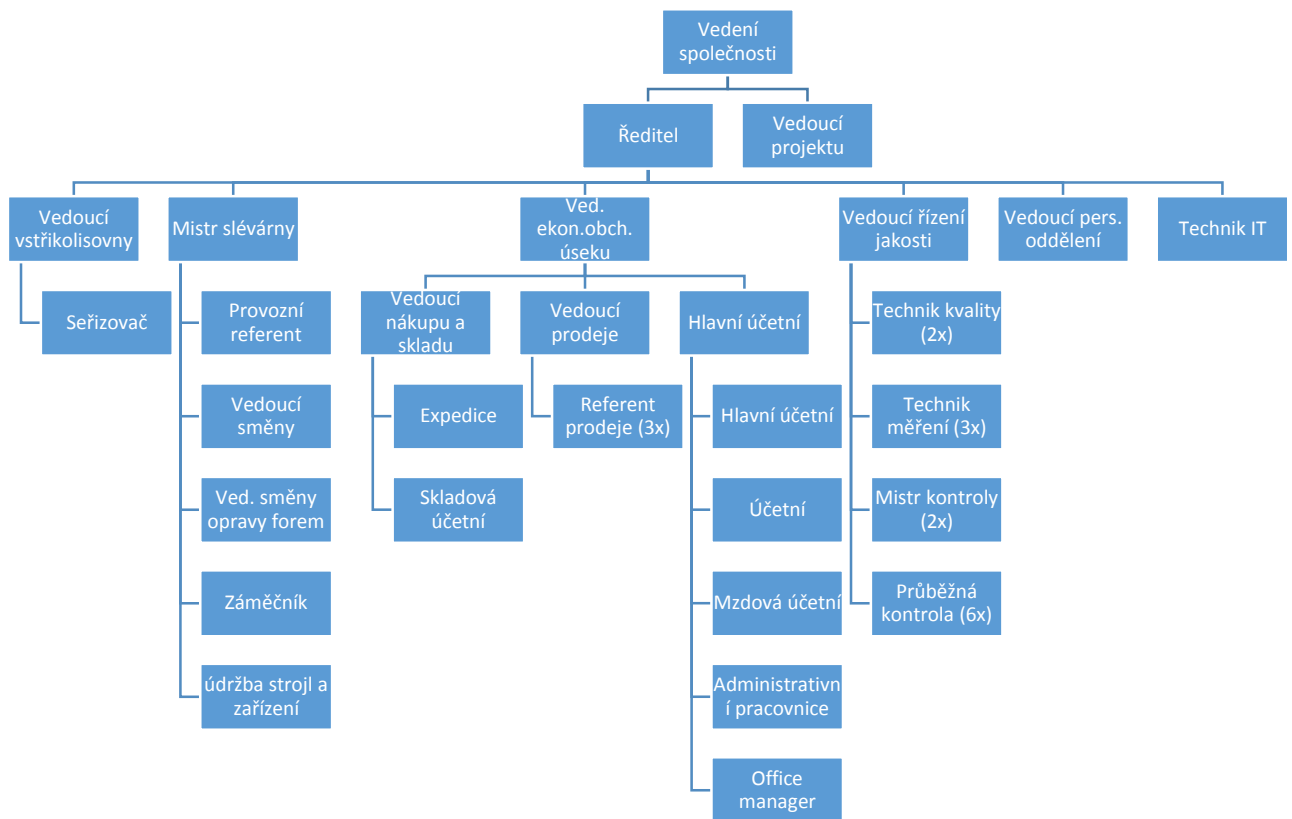 Vedení
společnosti
Ředitel
Vedoucí
projektu
Vedoucí
vstřikolisovny
Mistr slévárny
Ved.
ekon.obch.
úseku
Vedoucí řízení
jakosti
Vedoucí pers.
oddělení
Technik IT
Seřizovač
Provozní
referent
Vedoucí
směny
Ved. směny
opravy forem
Záměčník
údržba strojl a
zařízení
Vedoucí
nákupu a
skladu
Expedice
Skladová
účetní
Vedoucí
prodeje
Referent
prodeje (3x)
Hlavní účetní
Hlavní účetní
Účetní
Mzdová účetní
Administrativn
í pracovnice
Office
manager
Technik kvality
(2x)
Technik
měření (3x)
Mistr kontroly
(2x)
Průběžná
kontrola (6x)